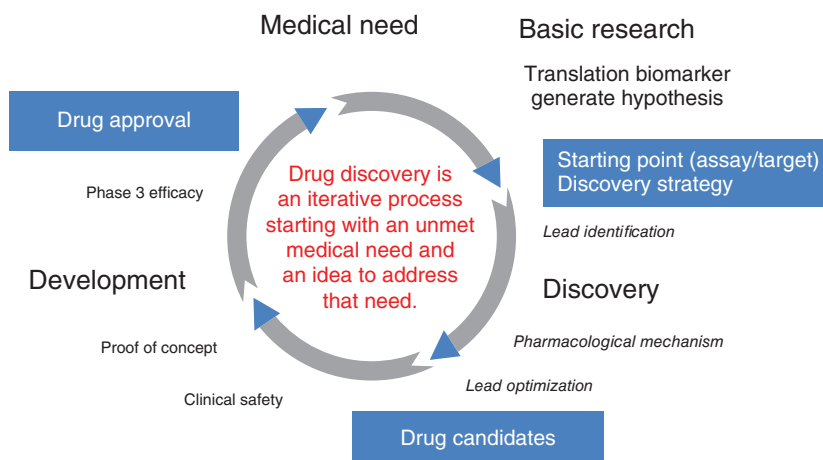 Medical need
Basic research
Translation biomarker
generate hypothesis
Drug approval
Starting point (assay/target)
Discovery strategy
Phase 3 efficacy
Drug discovery is
an iterative process
starting with an unmet
medical need and
an idea to address
that need.
Lead identification
Development
Discovery
Proof of concept
Pharmacological mechanism
Clinical safety
Lead optimization
Drug candidates